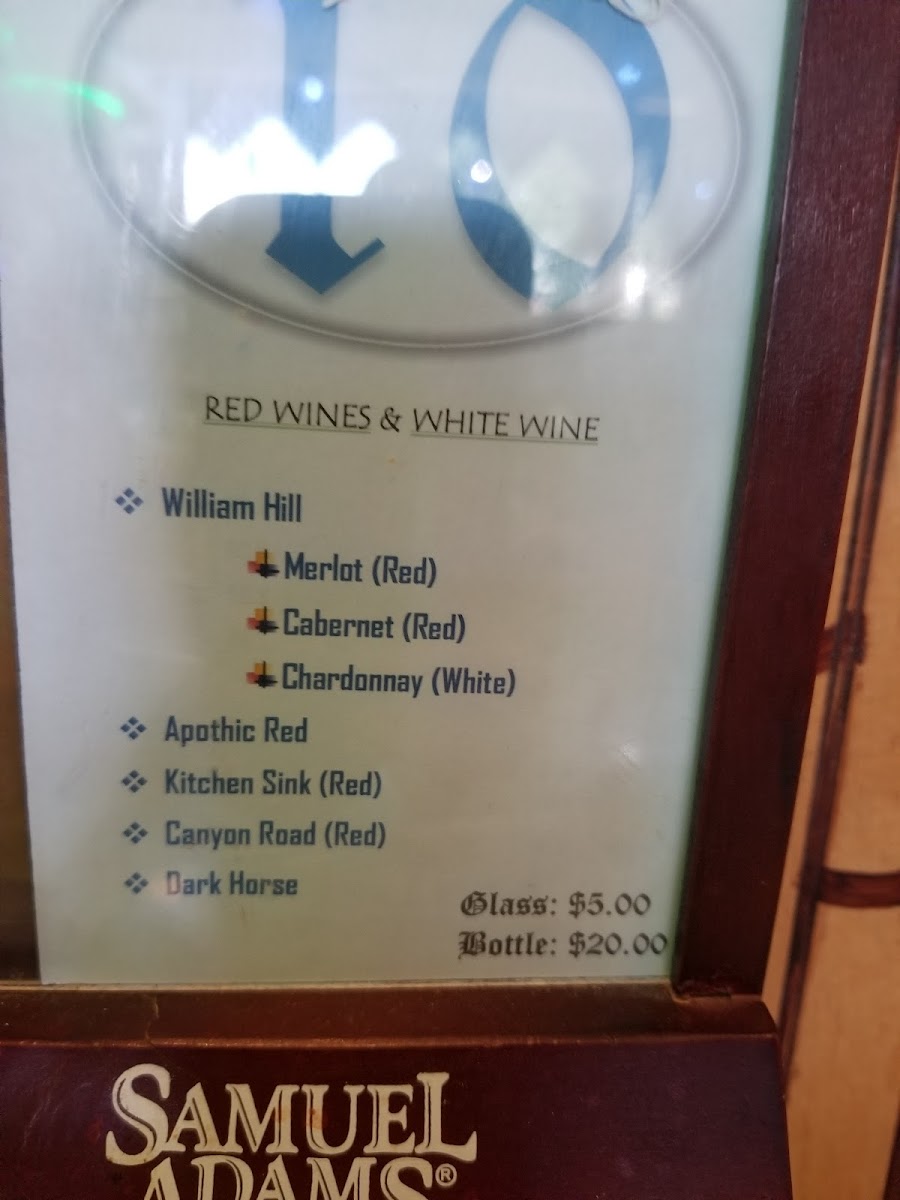 10
RED WINES & WHITE WINE
William Hill
Merlot (Red)
Cabernet (Red)
Chardonnay (White)
Apothic Red
Kitchen Sink (Red)
Canyon Road (Red)
Dark Horse
Glass: $5.00
Bottle: $20.00
SAMUEL
ADAMS®